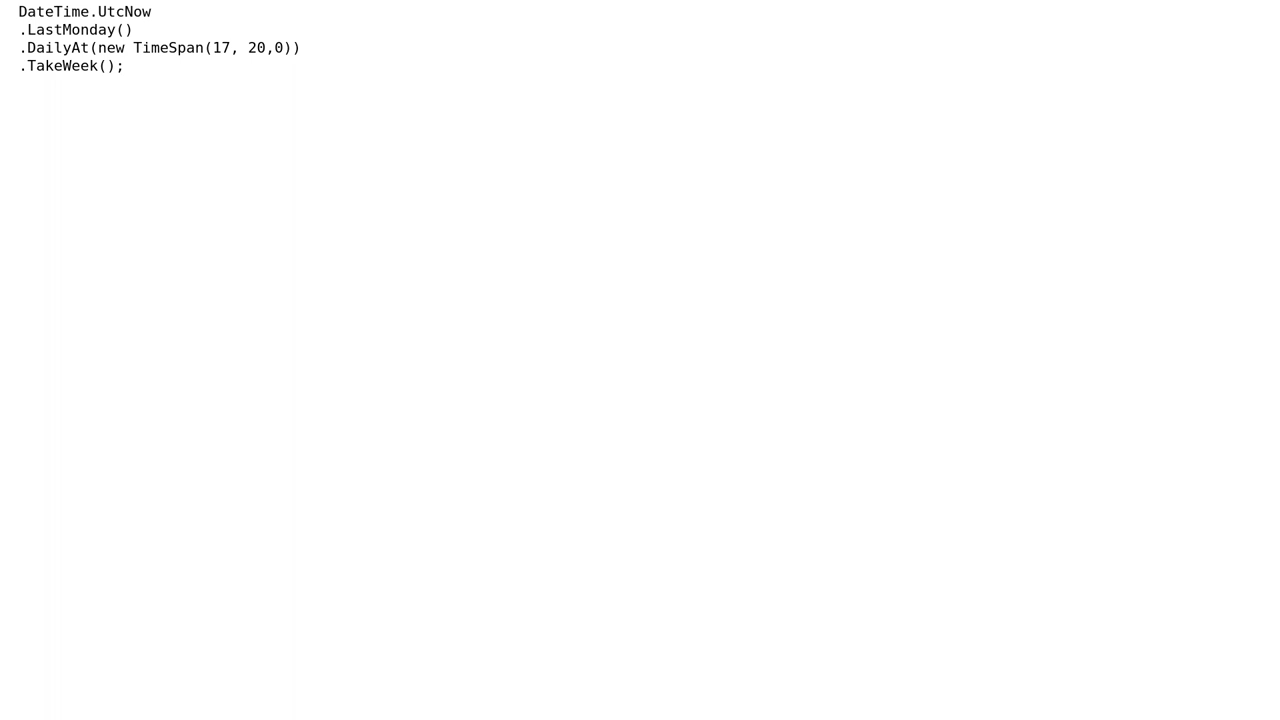 DateTime.UtcNow
.LastMonday()
.DailyAt(new TimeSpan(17, 20,0))
.TakeWeek();